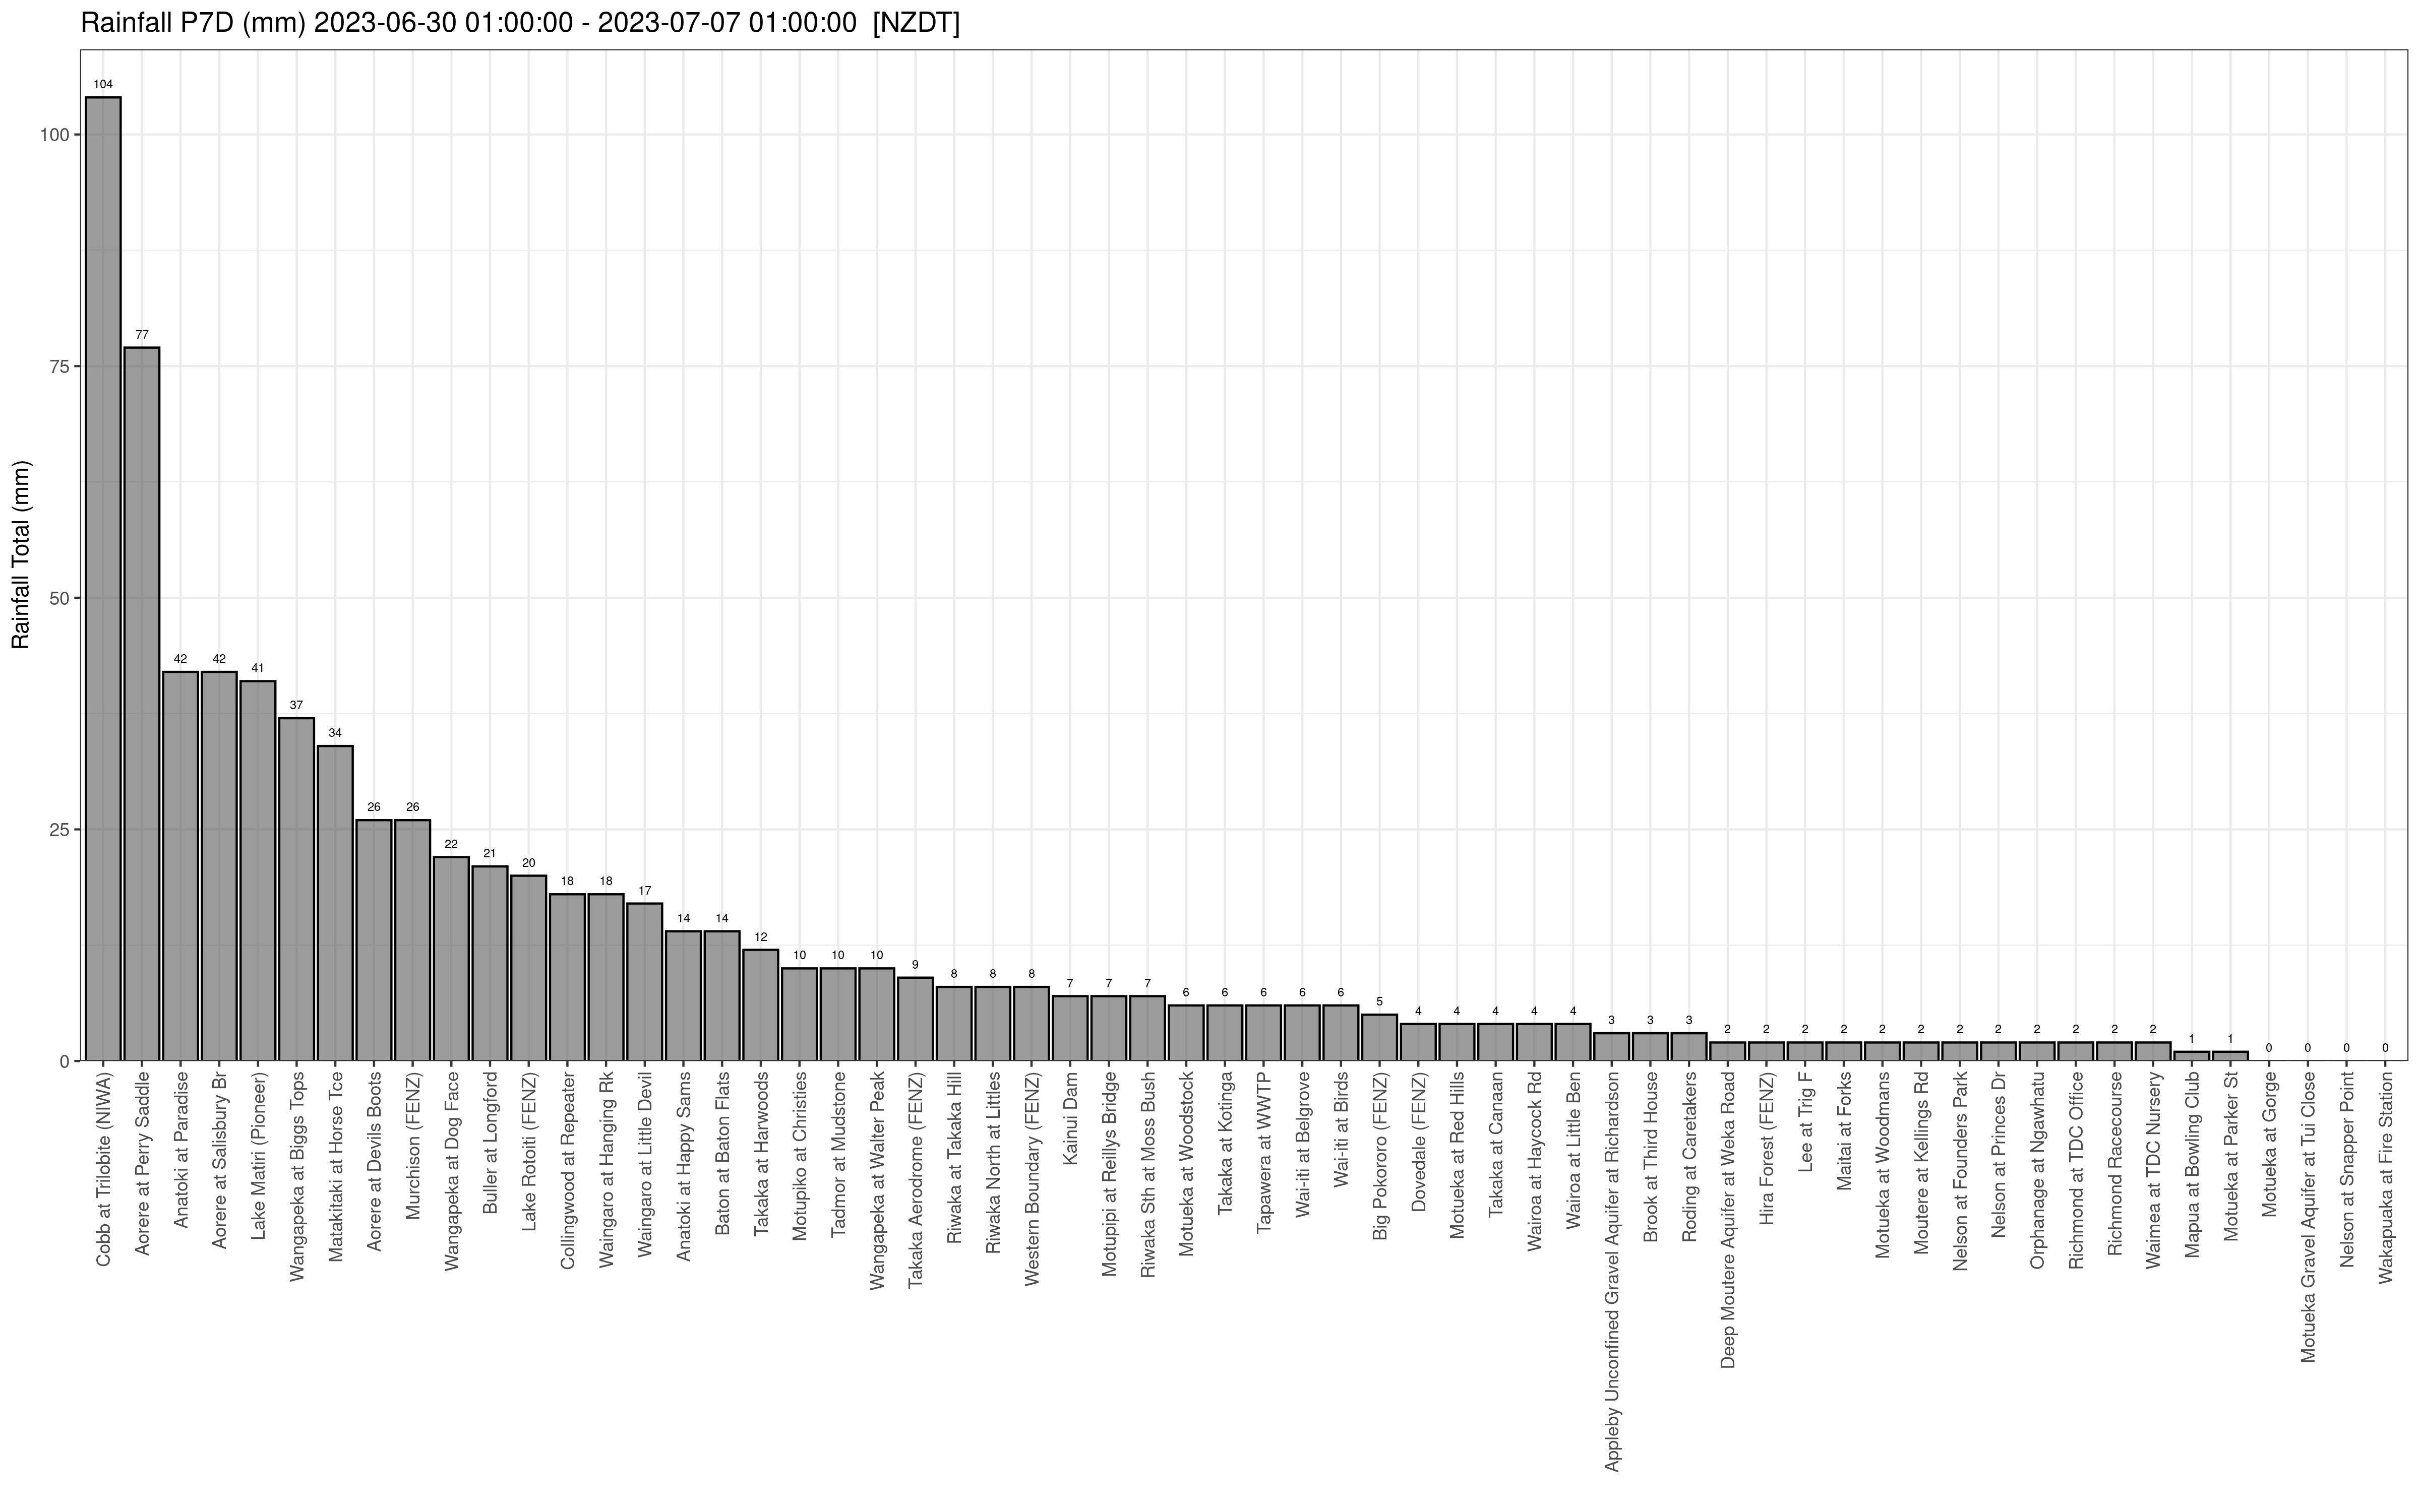 Rainfall P7D (mm) 2023-06-30 01:00:00 - 2023-07-07 01:00:00 [NZDT]
Rainfall Total (mm)
100
75
50
25
0
104
77
42
42
41
37
34
26
26
22
21
20
18
18
17
14
14
12
10
10
10
9
8
8
8
7
7
7
6
6
6
6
6
5
4
4
4
4
4
3
3
3
2
2
2
2
2
2
2
2
2
2
2
2
1
1
0
0
0
0
Cobb at Trilobite (NIWA)
Aorere at Perry Saddle
Anatoki at Paradise
Aorere at Salisbury Br
Lake Matiri (Pioneer)
Wangapeka at Biggs Tops
Matakitaki at Horse Tce
Aorere at Devils Boots
Murchison (FENZ)
Wangapeka at Dog Face
Buller at Longford
Lake Rotoiti (FENZ)
Collingwood at Repeater
Waingaro at Hanging Rk
Waingaro at Little Devil
Anatoki at Happy Sams
Baton at Baton Flats
Takaka at Harwoods
Motupiko at Christies
Tadmor at Mudstone
Wangapeka at Walter Peak
Takaka Aerodrome (FENZ)
Riwaka at Takaka Hill
Riwaka North at Littles
Western Boundary (FENZ)
Kainui Dam
Motupipi at Reillys Bridge
Riwaka Sth at Moss Bush
Motueka at Woodstock
Takaka at Kotinga
Tapawera at WWTP
Wai-iti at Belgrove
Wai-iti at Birds
Big Pokororo (FENZ)
Dovedale (FENZ)
Motueka at Red Hills
Takaka at Canaan
Wairoa at Haycock Rd
Wairoa at Little Ben
Appleby Unconfined Gravel Aquifer at Richardson
Brook at Third House
Roding at Caretakers
Deep Moutere Aquifer at Weka Road
Hira Forest (FENZ)
Lee at Trig F
Maitai at Forks
Motueka at Woodmans
Moutere at Kellings Rd
Nelson at Founders Park
Nelson at Princes Dr
Orphanage at Ngawhatu
Richmond at TDC Office
Richmond Racecourse
Waimea at TDC Nursery
Mapua at Bowling Club
Motueka at Parker St
Motueka at Gorge
Motueka Gravel Aquifer at Tui Close
Nelson at Snapper Point
Wakapuaka at Fire Station